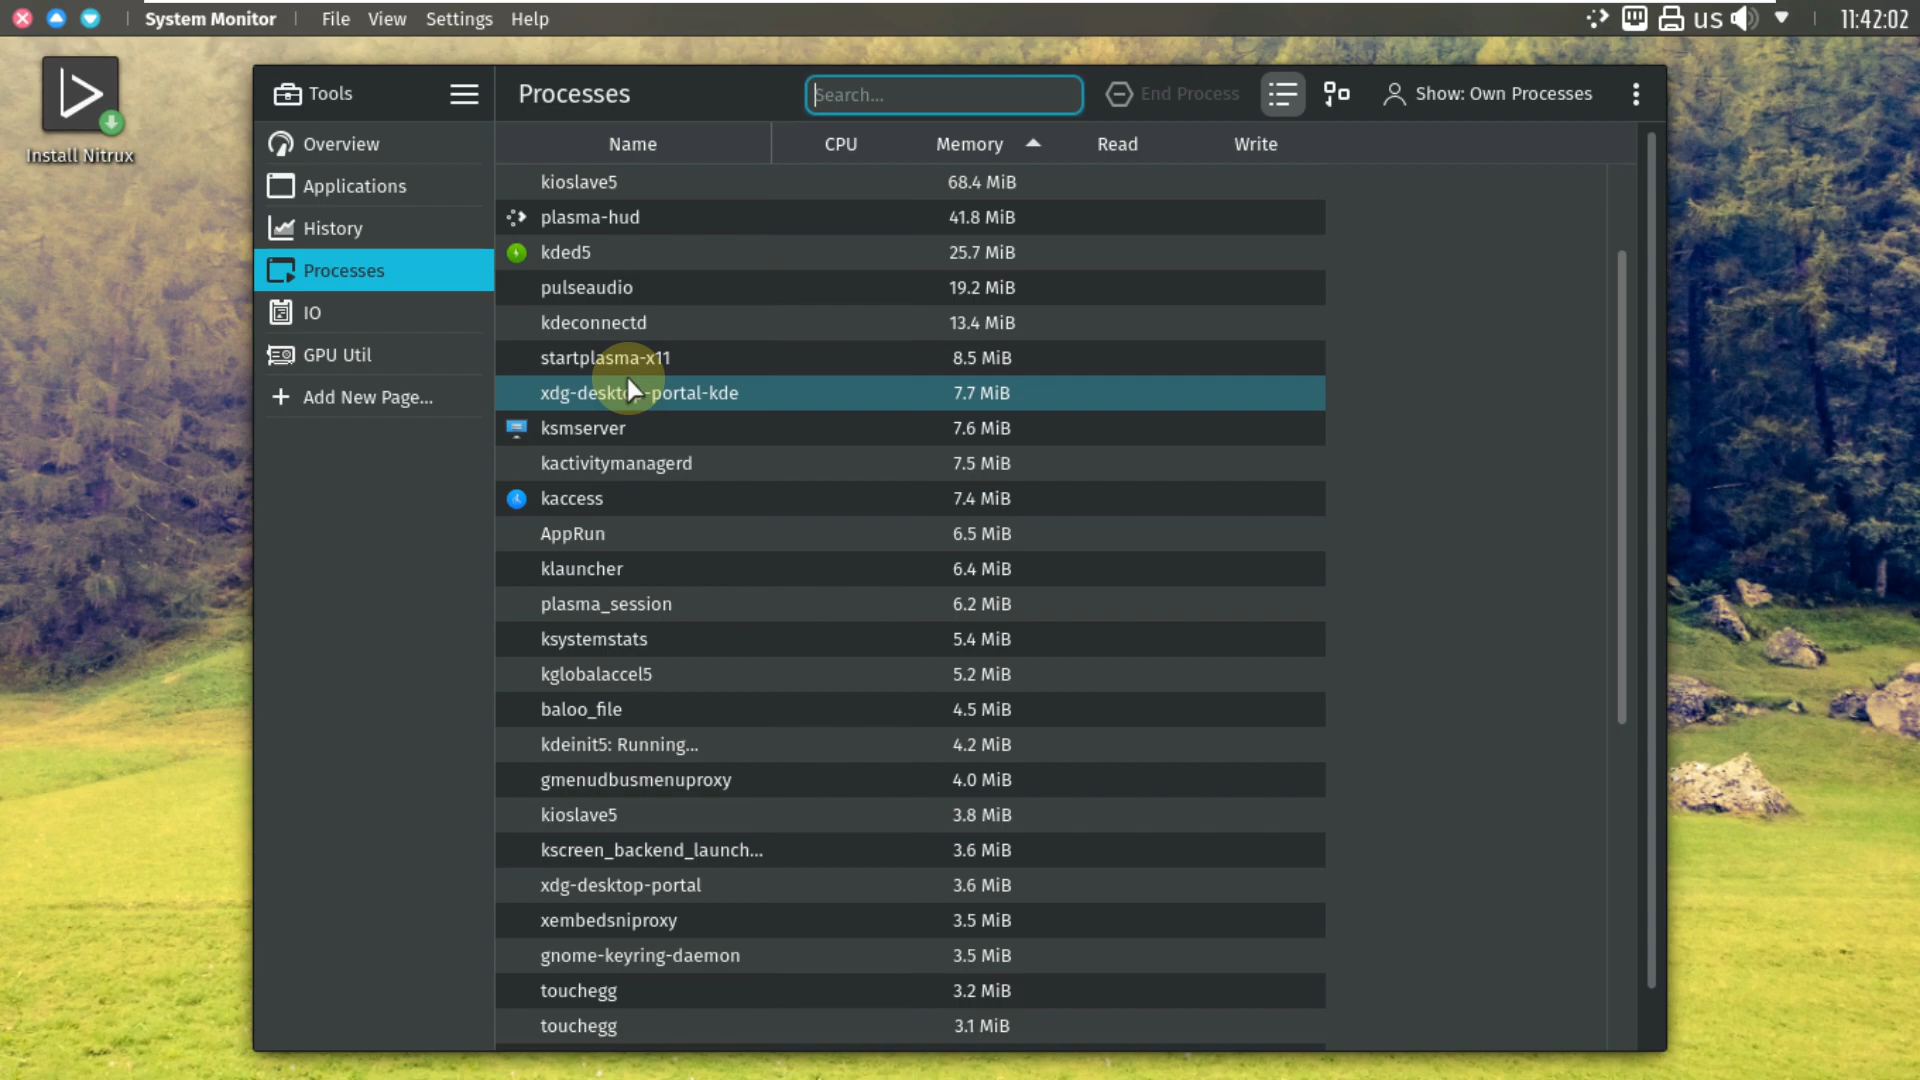 System Monitor File View Settings Help us 11:42:02
Install Nitrux
Tools
Overview
Applications
History
Processes
IO
GPU Util
Add New Page...
Processes Search... End Process Show: Own Processes
Name CPU Memory Read Write
kioslave5 68.4 MiB
plasma-hud 41.8 MiB
kded5 25.7 MiB
pulseaudio 19.2 MiB
kdeconnectd 13.4 MiB
startplasma-x11 8.5 MiB
xdg-desktop-portal-kde 7.7 MiB
ksmserver 7.6 MiB
kactivitymanagerd 7.5 MiB
kaccess 7.4 MiB
AppRun 6.5 MiB
klauncher 6.4 MiB
plasma_session 6.2 MiB
ksystemstats 5.4 MiB
kglobalaccel5 5.2 MiB
baloo_file 4.5 MiB
kdeinit5: Running... 4.2 MiB
gmenudbusmenuproxy 4.0 MiB
kioslave5 3.8 MiB
kscreen_backend_launch... 3.6 MiB
xdg-desktop-portal 3.6 MiB
xembedsniproxy 3.5 MiB
gnome-keyring-daemon 3.5 MiB
touchegg 3.2 MiB
touchegg 3.1 MiB